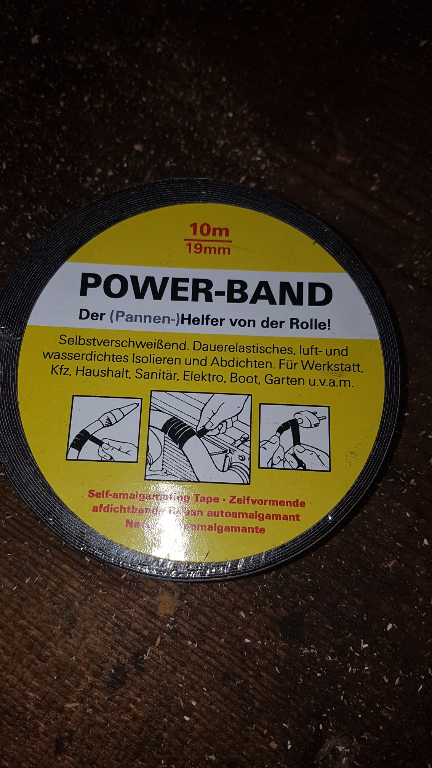 10m
19mm
POWER-BAND
Der (Pannen-)Helfer von der Rolle!
Selbstverschweißend. Dauerelastisches, luft- und
wasserdichtes Isolieren und Abdichten. Für Werkstatt,
Kfz, Haushalt, Sanitär, Elektro, Boot, Garten u.v.a.m.
Self-amalgamating Tape · Zelfvormende
afdichtband · Ruban autoamalgamant